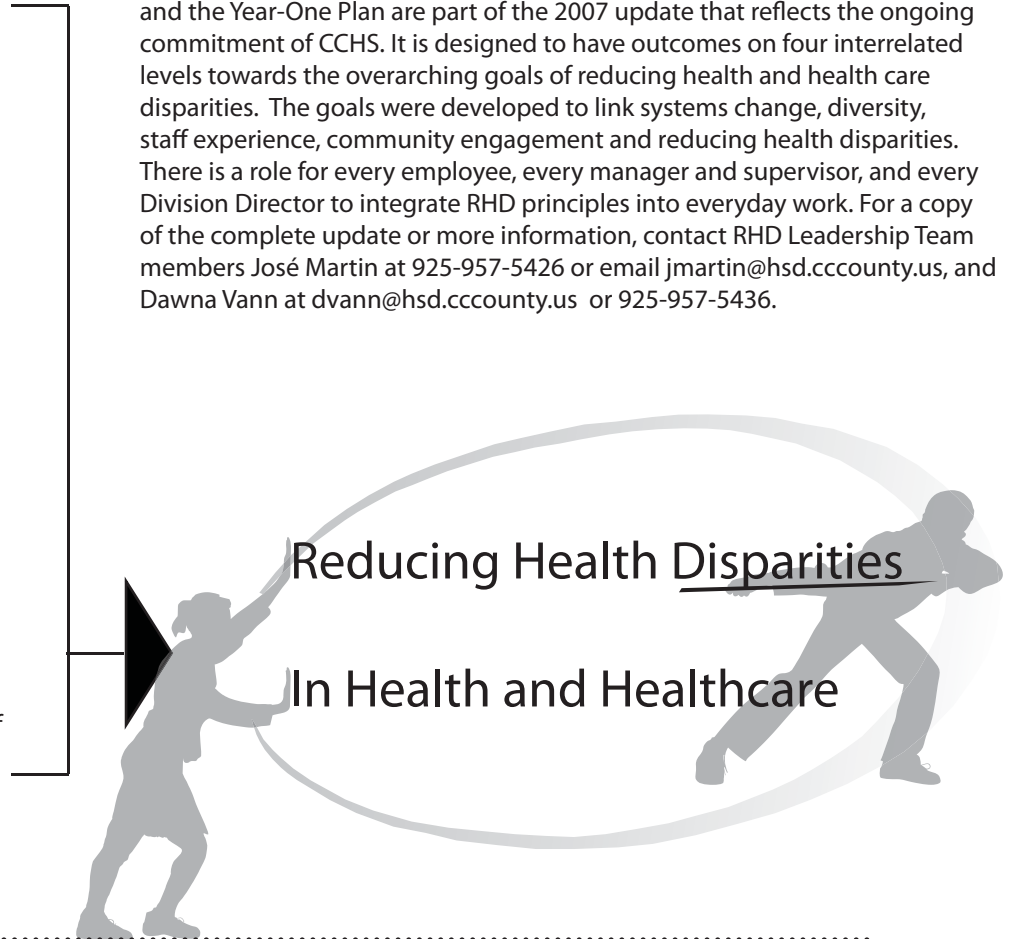 and the Year-One Plan are part of the 2007 update that reflects the ongoing
commitment of CCHS. It is designed to have outcomes on four interrelated
levels towards the overarching goals of reducing health and health care
disparities.  The goals were developed to link systems change, diversity,
staff experience, community engagement and reducing health disparities.
There is a role for every employee, every manager and supervisor, and every
Division Director to integrate RHD principles into everyday work. For a copy
of the complete update or more information, contact RHD Leadership Team
members José Martin at 925-957-5426 or email jmartin@hsd.cccounty.us, and
Dawna Vann at dvann@hsd.cccounty.us  or 925-957-5436.
Reducing Health Disparities
In Health and Healthcare